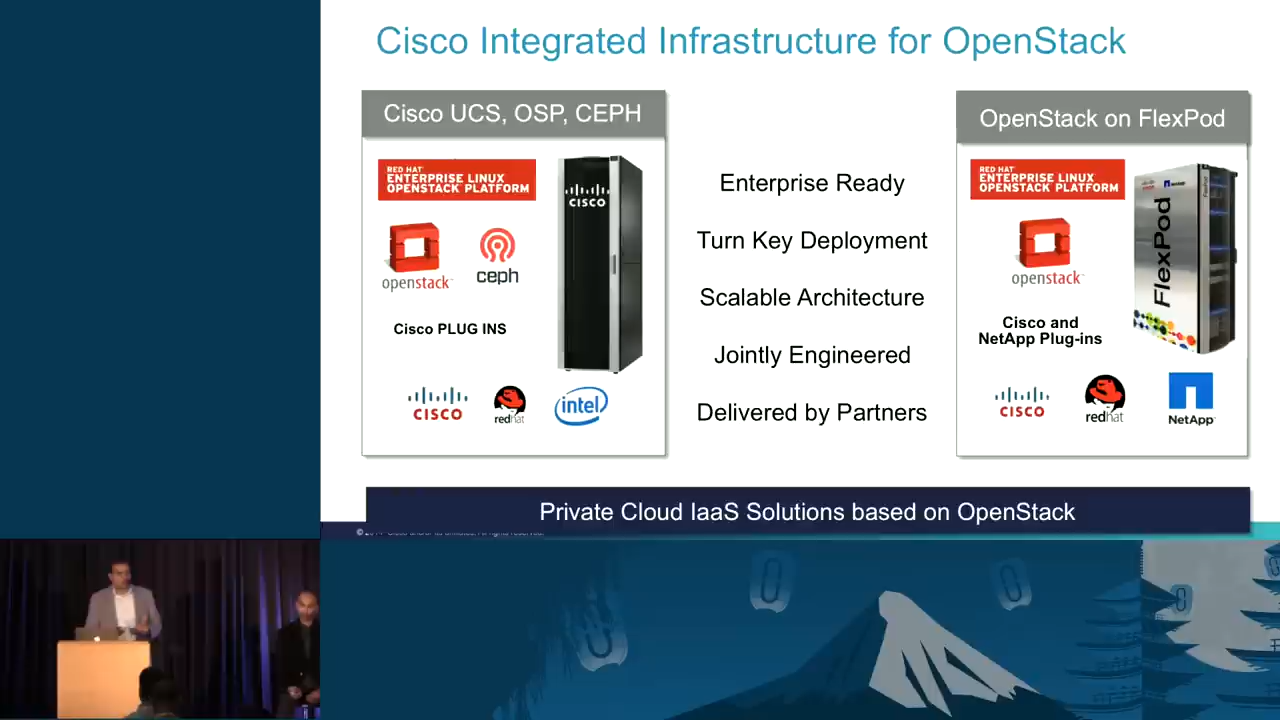 Cisco Integrated Infrastructure for OpenStack
Cisco UCS, OSP, CEPH
RED HAT
ENTERPRISE LINUX
OPENSTACK PLATFORM
CISCO
openstack
ceph
Cisco PLUG INS
CISCO
redhat
intel
Enterprise Ready
Turn Key Deployment
Scalable Architecture
Jointly Engineered
Delivered by Partners
OpenStack on FlexPod
RED HAT
ENTERPRISE LINUX
OPENSTACK PLATFORM
NetApp
FlexPod
openstack
Cisco and
NetApp Plug-ins
CISCO
redhat
NetApp
Private Cloud IaaS Solutions based on OpenStack